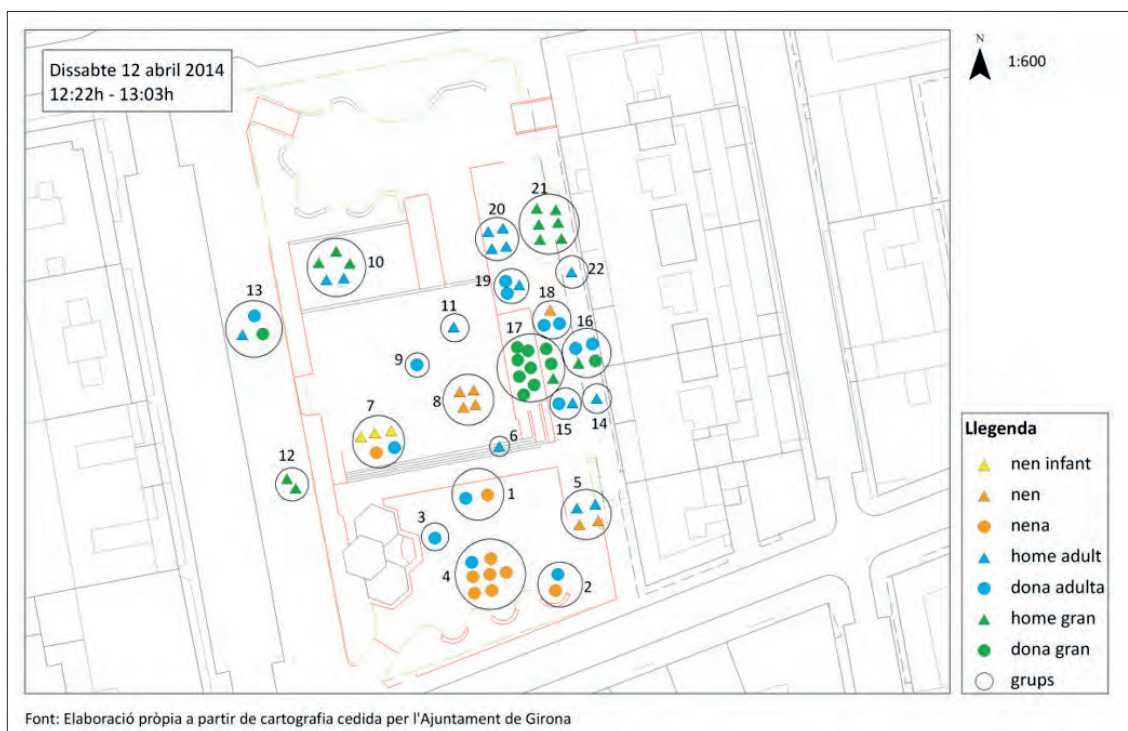 Dissabte 12 abril 2014
12:22h - 13:03h
N
1:600
21
20
10
22
19
13
18
11
16
17
9
8
7
14
15
6
12
1
5
3
4
2
Llegenda
nen infant
nen
nena
home adult
dona adulta
home gran
dona gran
grups
Font: Elaboració pròpia a partir de cartografia cedida per l'Ajuntament de Girona